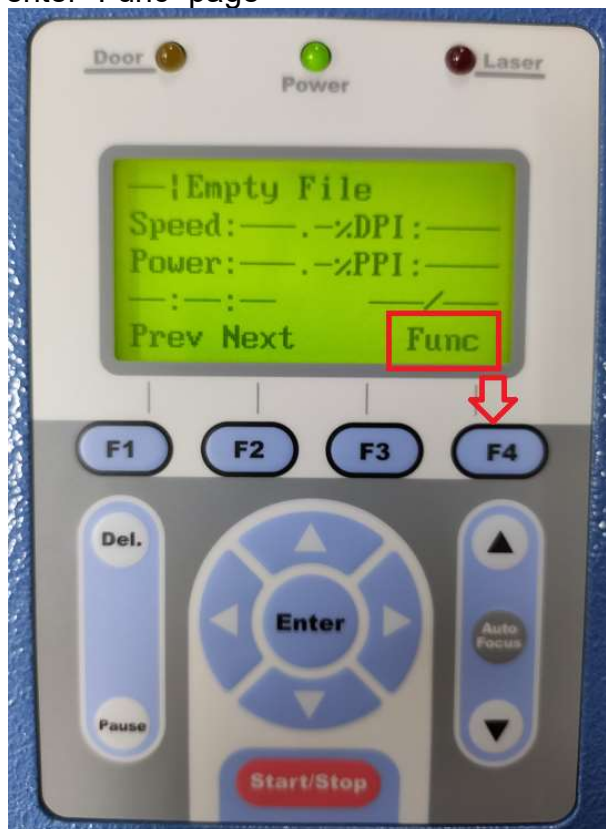 enter Func page
Door
Power
Laser
—¦Empty File
Speed:——.–%DPI:——
Power:——.–%PPI:——
—:—:— ——/——
Prev Next Func
F1 F2 F3 F4
Del.
Enter
Auto
Focus
Pause
Start/Stop